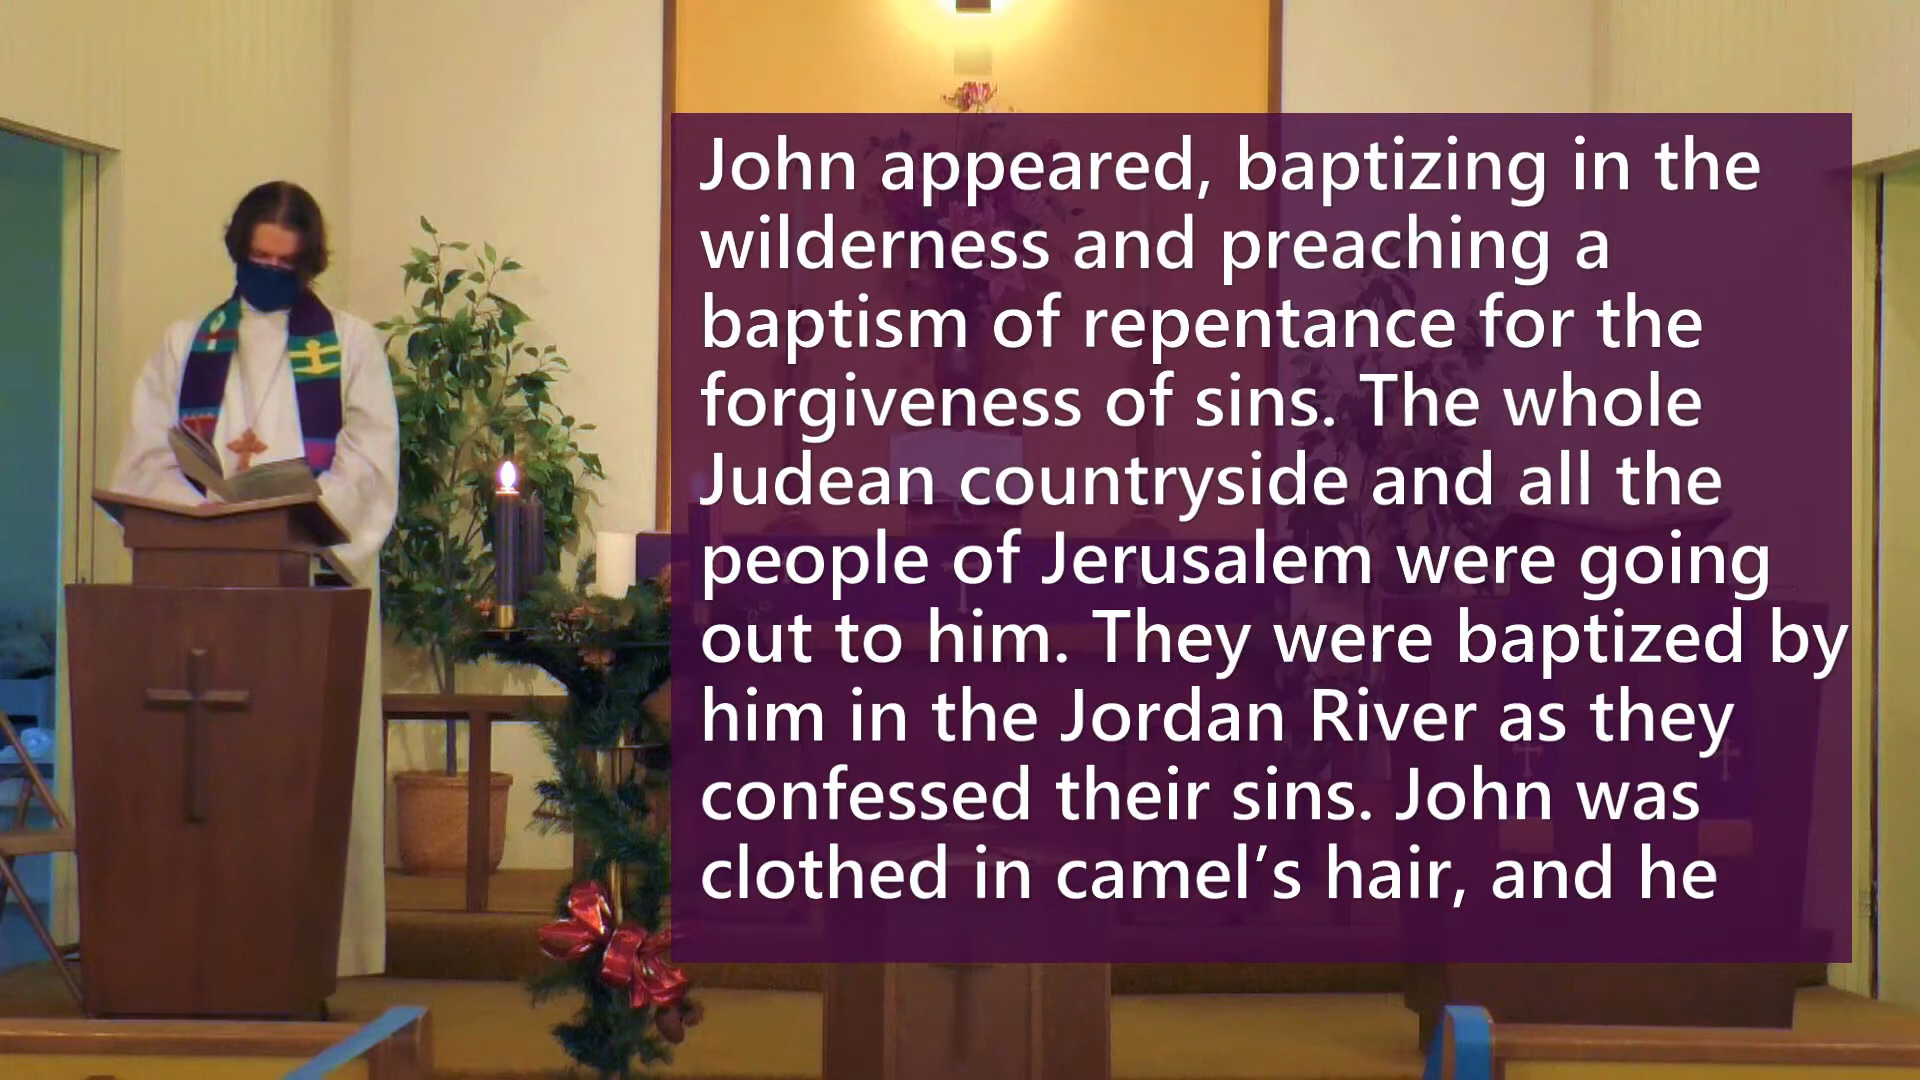 John appeared, baptizing in the
wilderness and preaching a
baptism of repentance for the
forgiveness of sins. The whole
Judean countryside and all the
people of Jerusalem were going
out to him. They were baptized by
him in the Jordan River as they
confessed their sins. John was
clothed in camel’s hair, and he